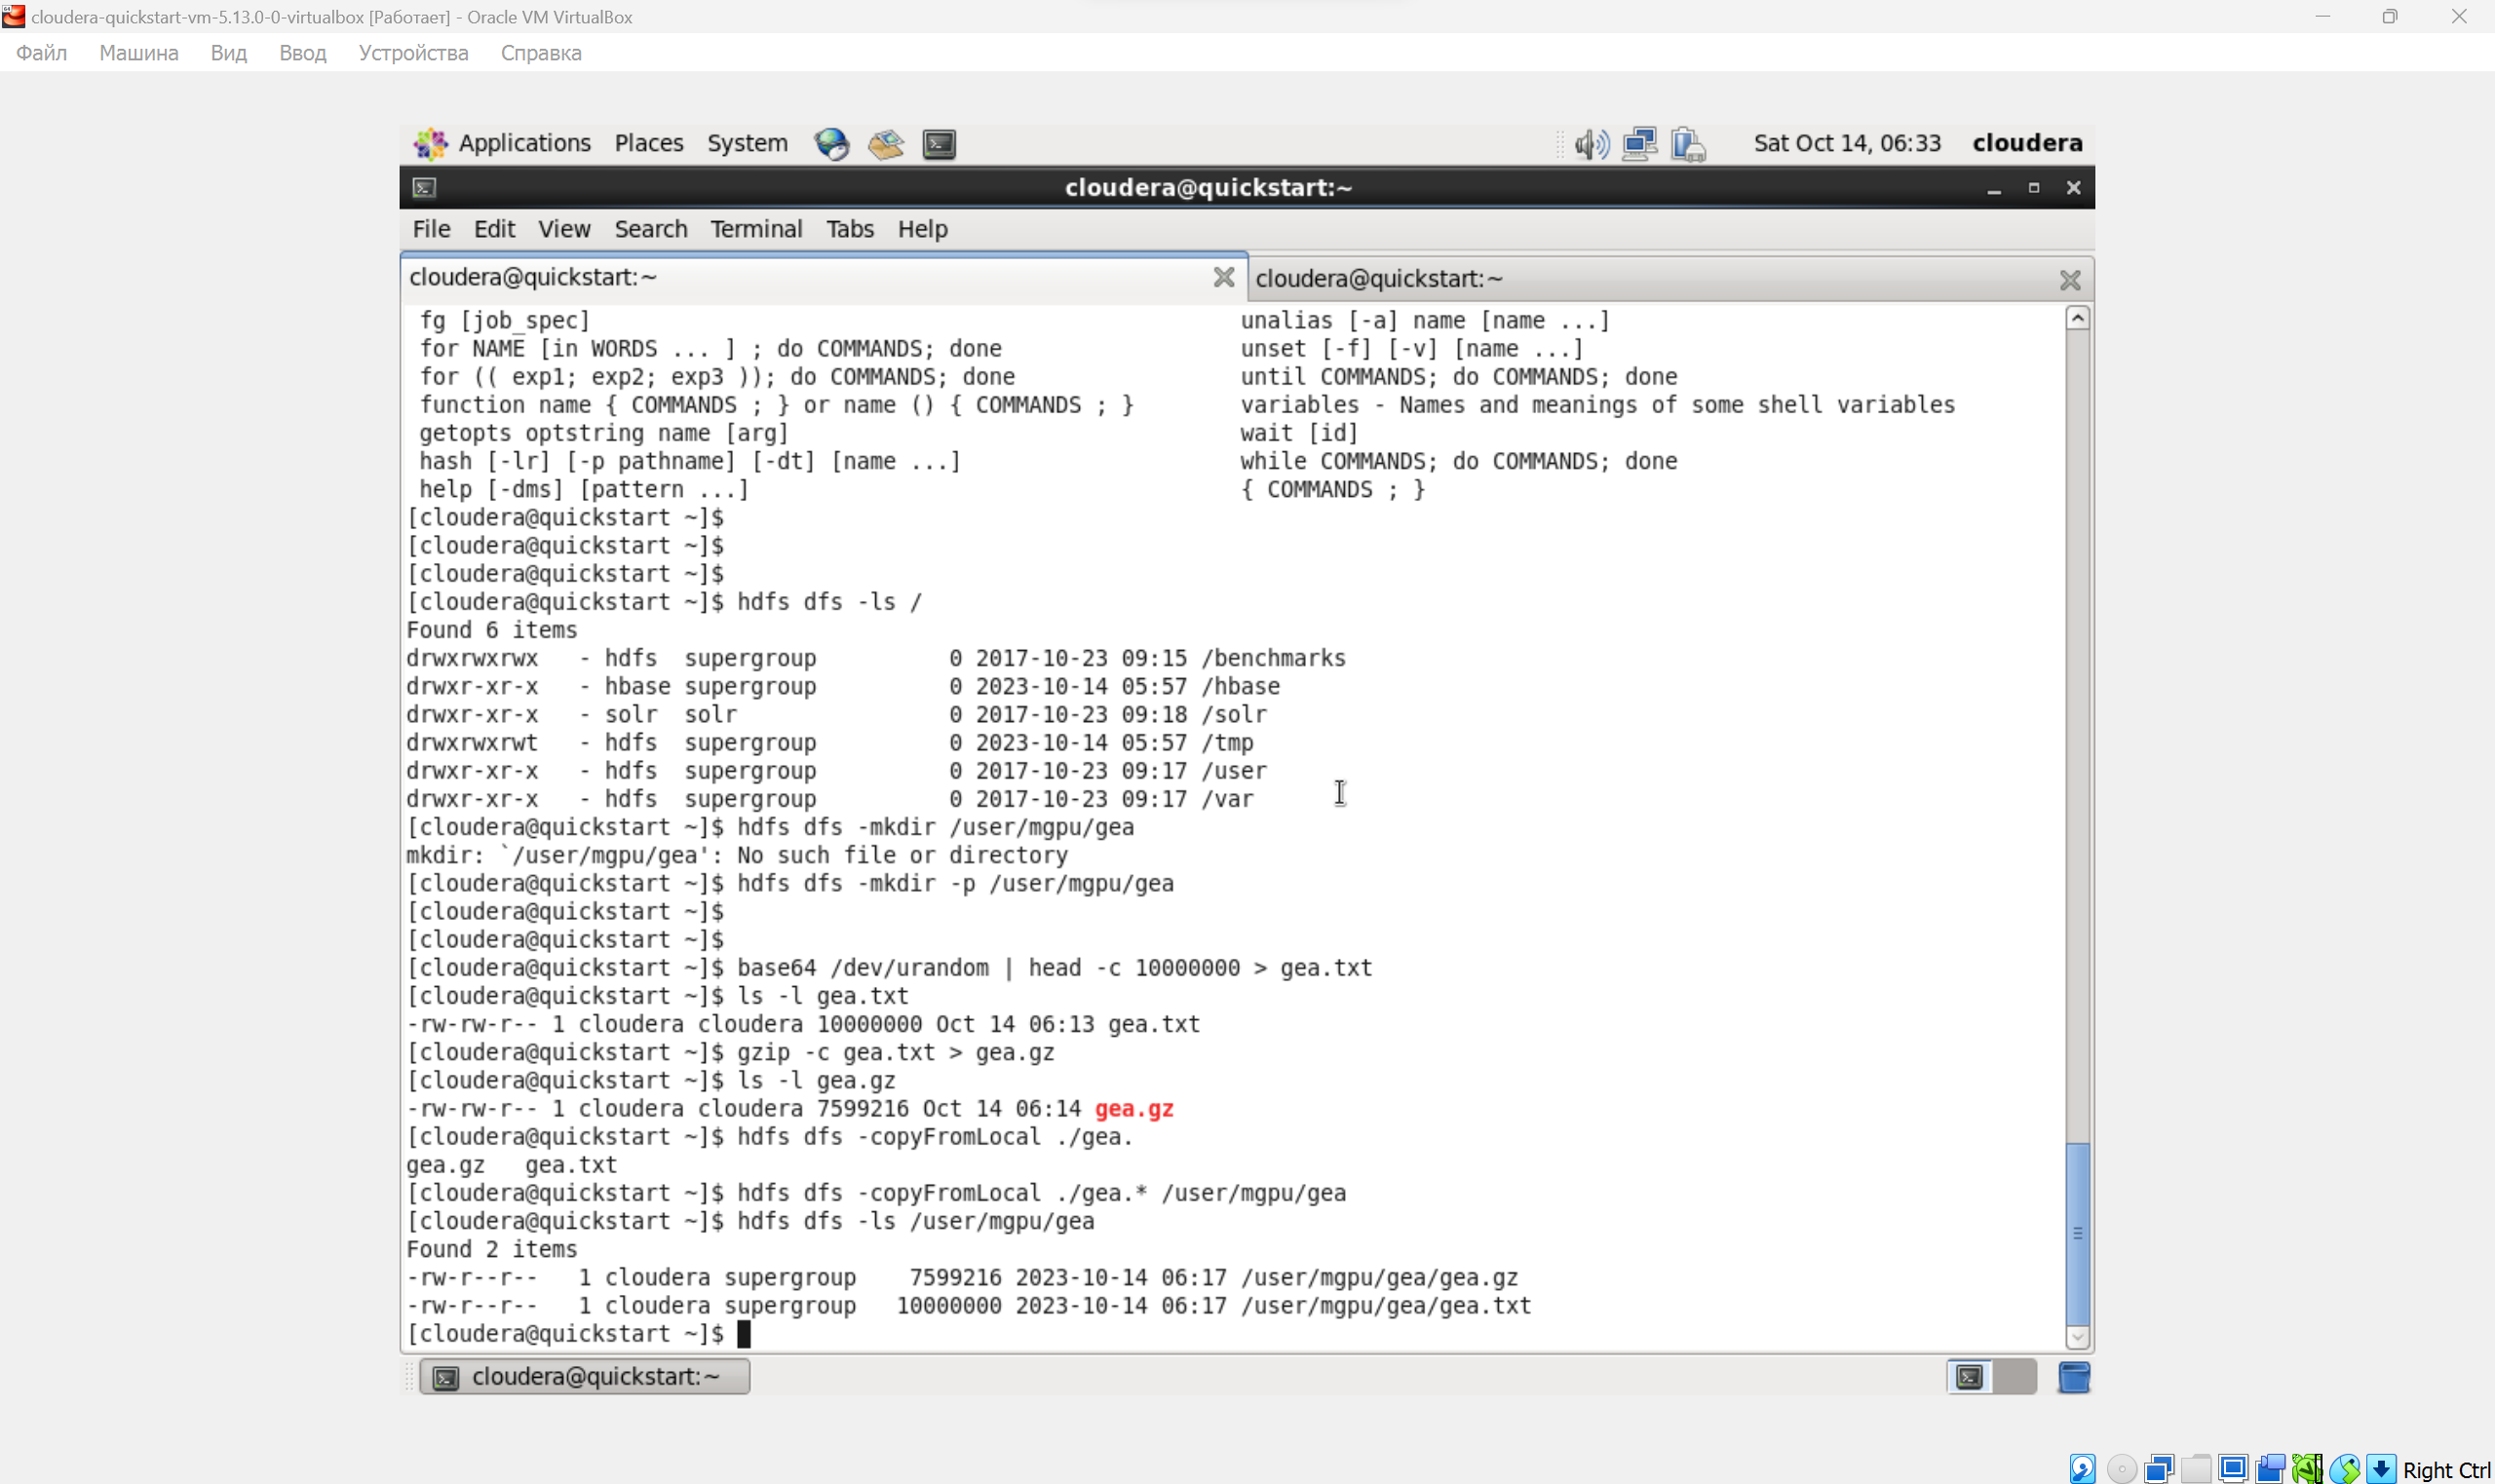 cloudera-quickstart-vm-5.13.0-0-virtualbox [Работает] - Oracle VM VirtualBox
Файл Машина Вид Ввод Устройства Справка
Applications Places System Sat Oct 14, 06:33 cloudera
cloudera@quickstart:~
File Edit View Search Terminal Tabs Help
cloudera@quickstart:~ cloudera@quickstart:~
fg [job_spec] unalias [-a] name [name ...]
for NAME [in WORDS ... ] ; do COMMANDS; done unset [-f] [-v] [name ...]
for (( exp1; exp2; exp3 )); do COMMANDS; done until COMMANDS; do COMMANDS; done
function name { COMMANDS ; } or name () { COMMANDS ; } variables - Names and meanings of some shell variables
getopts optstring name [arg] wait [id]
hash [-lr] [-p pathname] [-dt] [name ...] while COMMANDS; do COMMANDS; done
help [-dms] [pattern ...] { COMMANDS ; }
[cloudera@quickstart ~]$
[cloudera@quickstart ~]$
[cloudera@quickstart ~]$
[cloudera@quickstart ~]$ hdfs dfs -ls /
Found 6 items
drwxrwxrwx - hdfs supergroup 0 2017-10-23 09:15 /benchmarks
drwxr-xr-x - hbase supergroup 0 2023-10-14 05:57 /hbase
drwxr-xr-x - solr solr 0 2017-10-23 09:18 /solr
drwxrwxrwt - hdfs supergroup 0 2023-10-14 05:57 /tmp
drwxr-xr-x - hdfs supergroup 0 2017-10-23 09:17 /user
drwxr-xr-x - hdfs supergroup 0 2017-10-23 09:17 /var
[cloudera@quickstart ~]$ hdfs dfs -mkdir /user/mgpu/gea
mkdir: `/user/mgpu/gea': No such file or directory
[cloudera@quickstart ~]$ hdfs dfs -mkdir -p /user/mgpu/gea
[cloudera@quickstart ~]$
[cloudera@quickstart ~]$
[cloudera@quickstart ~]$ base64 /dev/urandom | head -c 10000000 > gea.txt
[cloudera@quickstart ~]$ ls -l gea.txt
-rw-rw-r-- 1 cloudera cloudera 10000000 Oct 14 06:13 gea.txt
[cloudera@quickstart ~]$ gzip -c gea.txt > gea.gz
[cloudera@quickstart ~]$ ls -l gea.gz
-rw-rw-r-- 1 cloudera cloudera 7599216 Oct 14 06:14 gea.gz
[cloudera@quickstart ~]$ hdfs dfs -copyFromLocal ./gea.
gea.gz gea.txt
[cloudera@quickstart ~]$ hdfs dfs -copyFromLocal ./gea.* /user/mgpu/gea
[cloudera@quickstart ~]$ hdfs dfs -ls /user/mgpu/gea
Found 2 items
-rw-r--r-- 1 cloudera supergroup 7599216 2023-10-14 06:17 /user/mgpu/gea/gea.gz
-rw-r--r-- 1 cloudera supergroup 10000000 2023-10-14 06:17 /user/mgpu/gea/gea.txt
[cloudera@quickstart ~]$
cloudera@quickstart:~
Right Ctrl